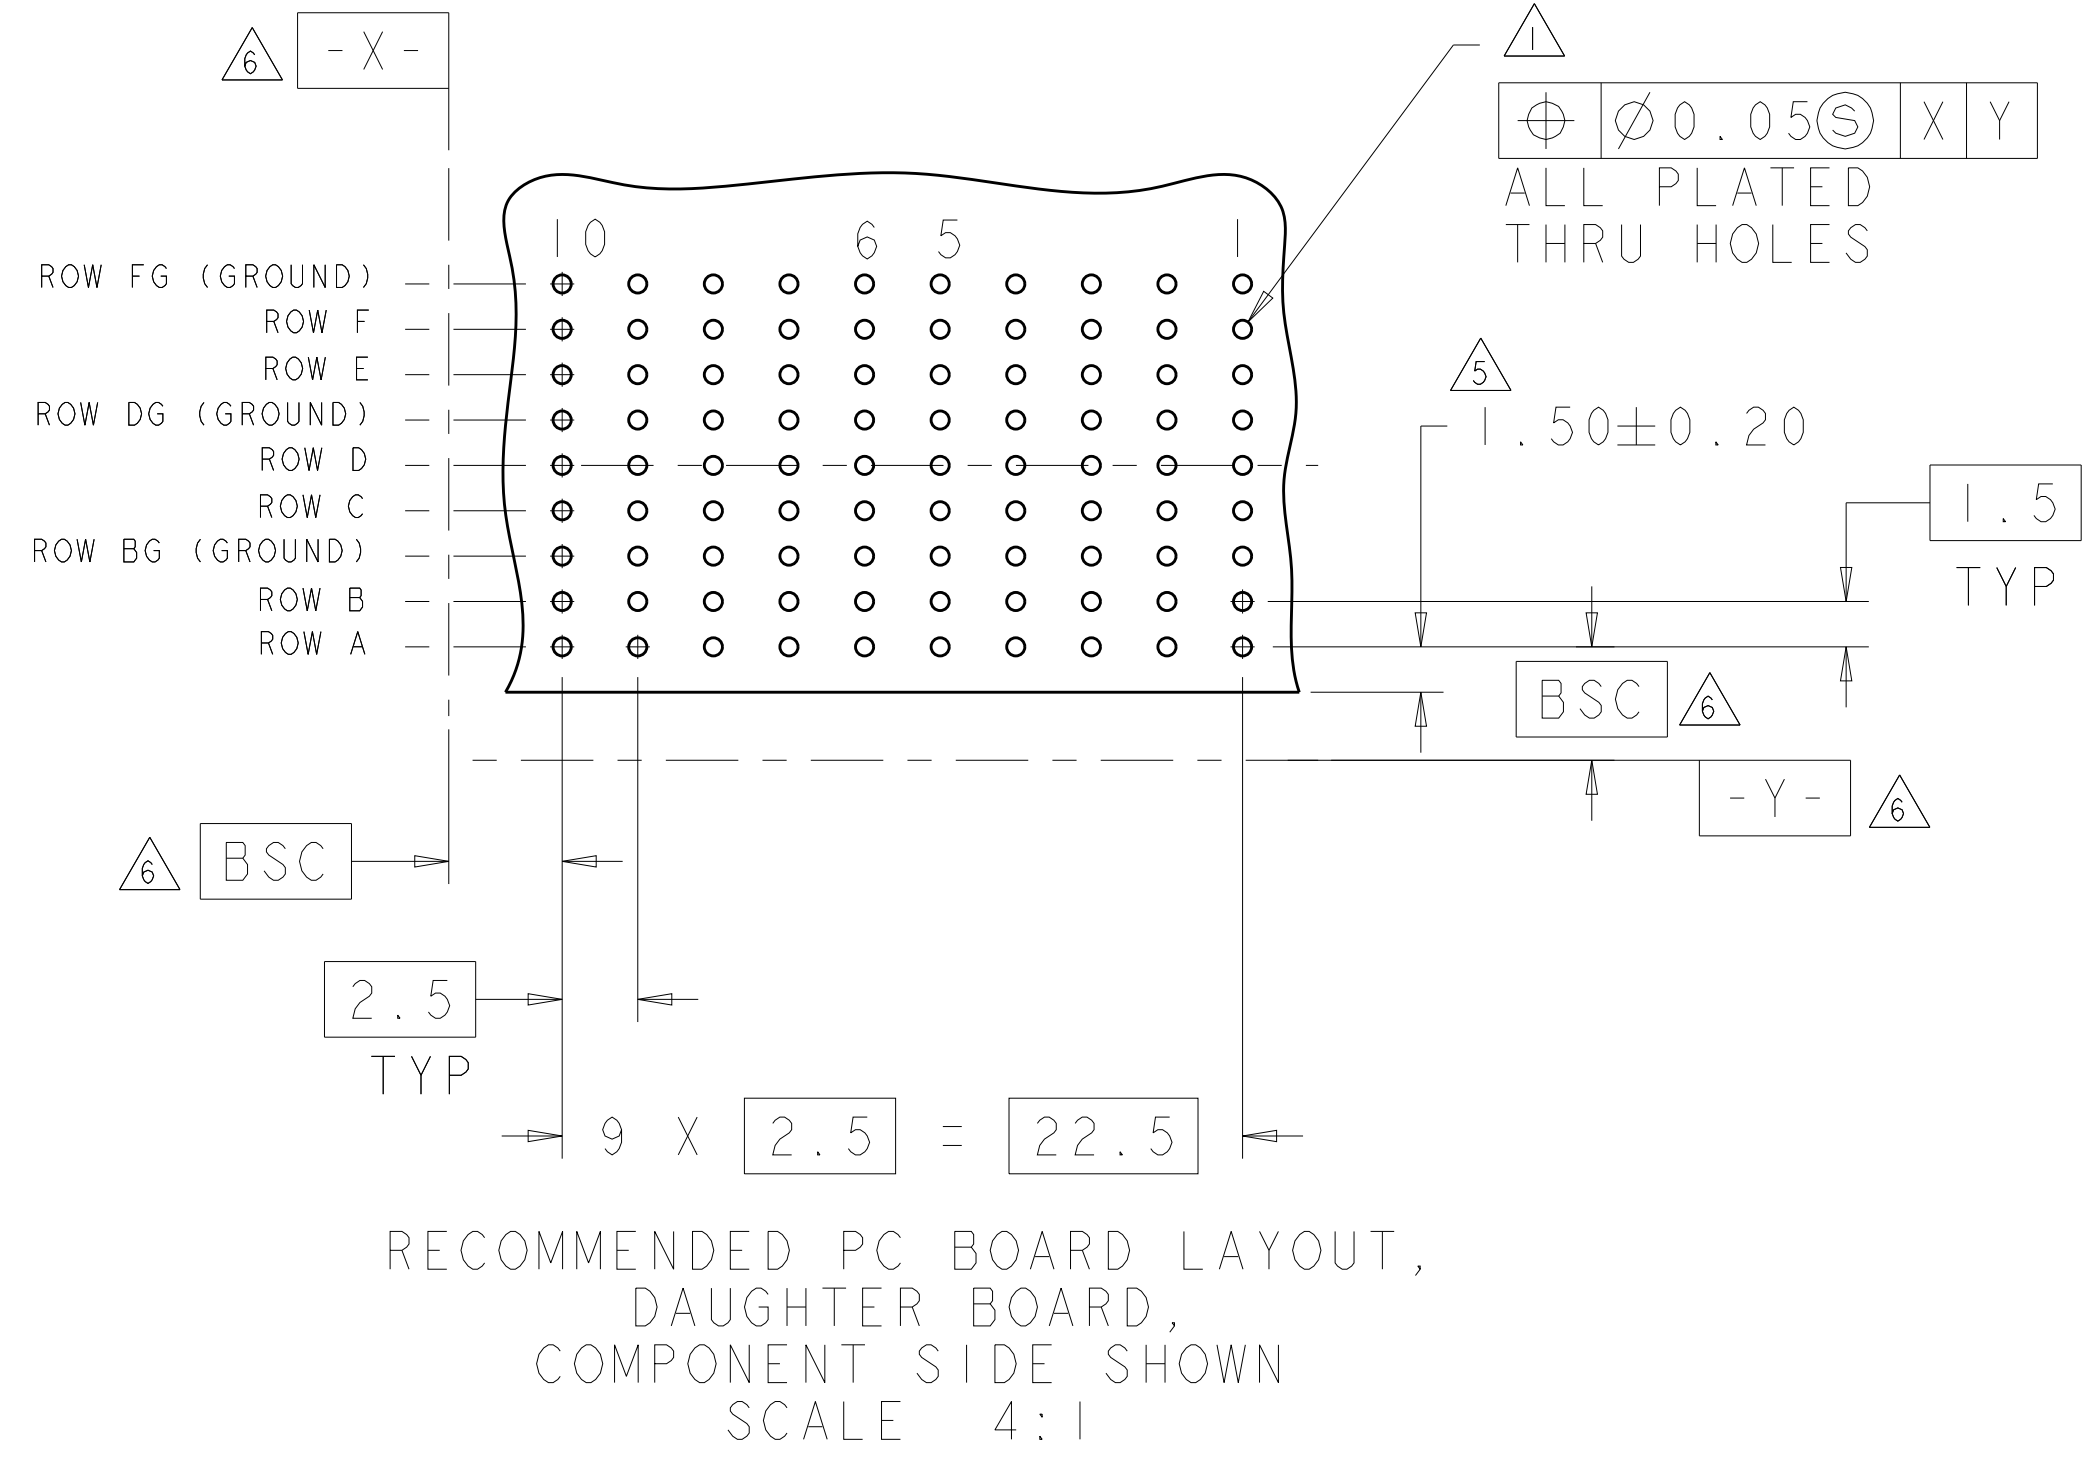 6 -X-
1
⌖ Ø0.05Ⓢ X Y
ALL PLATED
THRU HOLES
10 6 5 1
ROW FG (GROUND)
ROW F
ROW E
ROW DG (GROUND)
ROW D
ROW C
ROW BG (GROUND)
ROW B
ROW A
5
1.50±0.20
1.5
TYP
BSC 6
-Y- 6
6 BSC
2.5
TYP
9 X 2.5 = 22.5
RECOMMENDED PC BOARD LAYOUT,
DAUGHTER BOARD,
COMPONENT SIDE SHOWN
SCALE 4:1